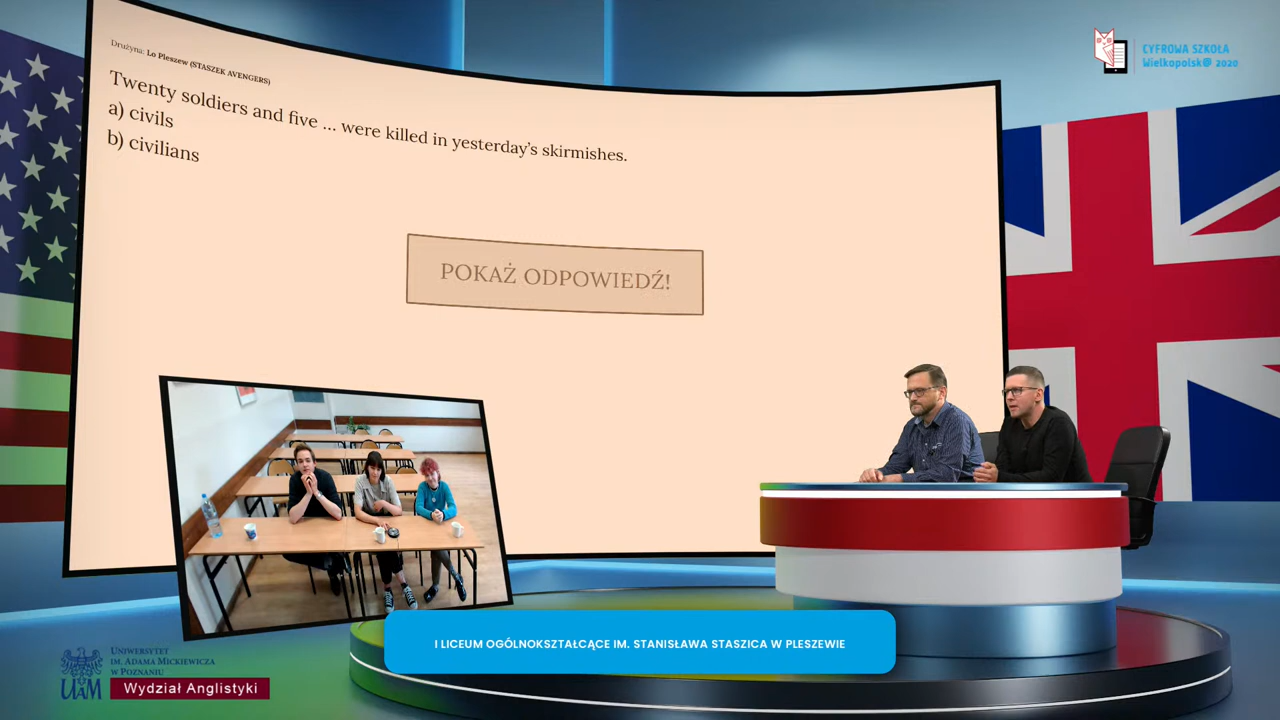 Drużyna: Lo Pleszew (STASZEK AVENGERS)
Twenty soldiers and five ... were killed in yesterday's skirmishes.
a) civils
b) civilians
POKAŻ ODPOWIEDŹ!
CYFROWA SZKOŁA
Wielkopolsk@ 2020
I LICEUM OGÓLNOKSZTAŁCĄCE IM. STANISŁAWA STASZICA W PLESZEWIE
UNIWERSYTET
IM. ADAMA MICKIEWICZA
W POZNANIU
UAM
Wydział Anglistyki